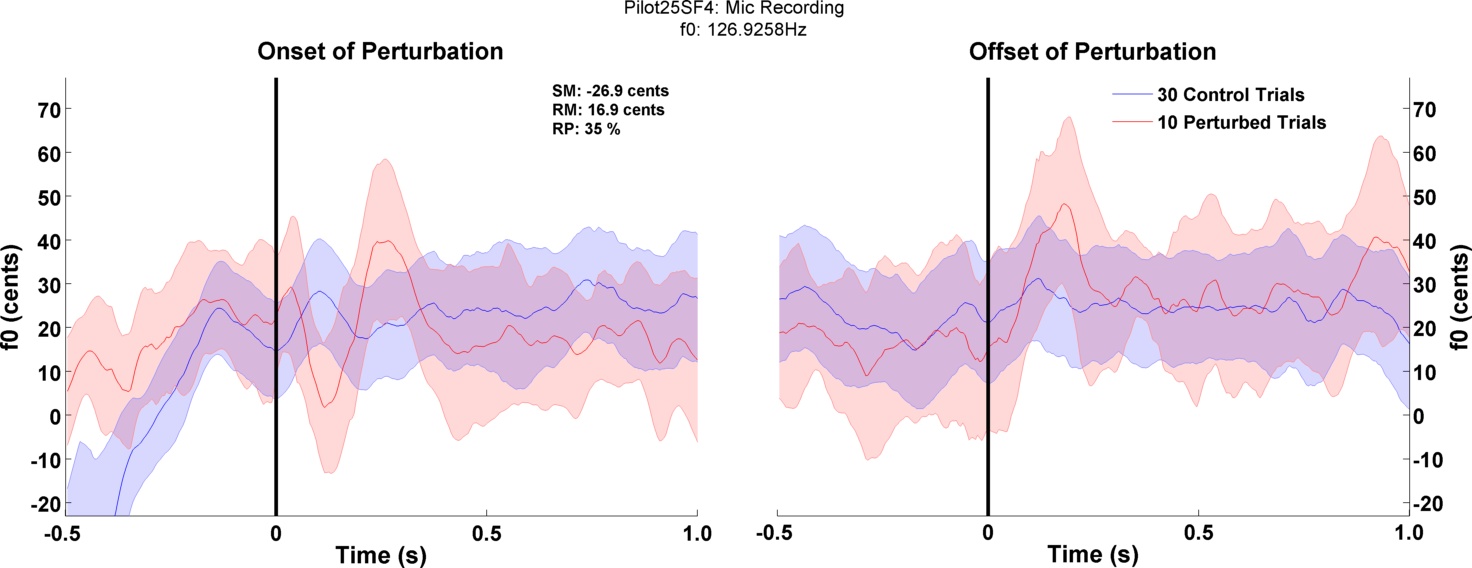 Pilot25SF4: Mic Recording
f0: 126.9258Hz
Onset of Perturbation
SM: -26.9 cents
RM: 16.9 cents
RP: 35 %
f0 (cents)
70
60
50
40
30
20
10
0
-10
-20
-0.5 0 0.5 1.0
Time (s)
Offset of Perturbation
30 Control Trials
10 Perturbed Trials
70
60
50
40
30
20
10
0
-10
-20
f0 (cents)
-0.5 0 0.5 1.0
Time (s)